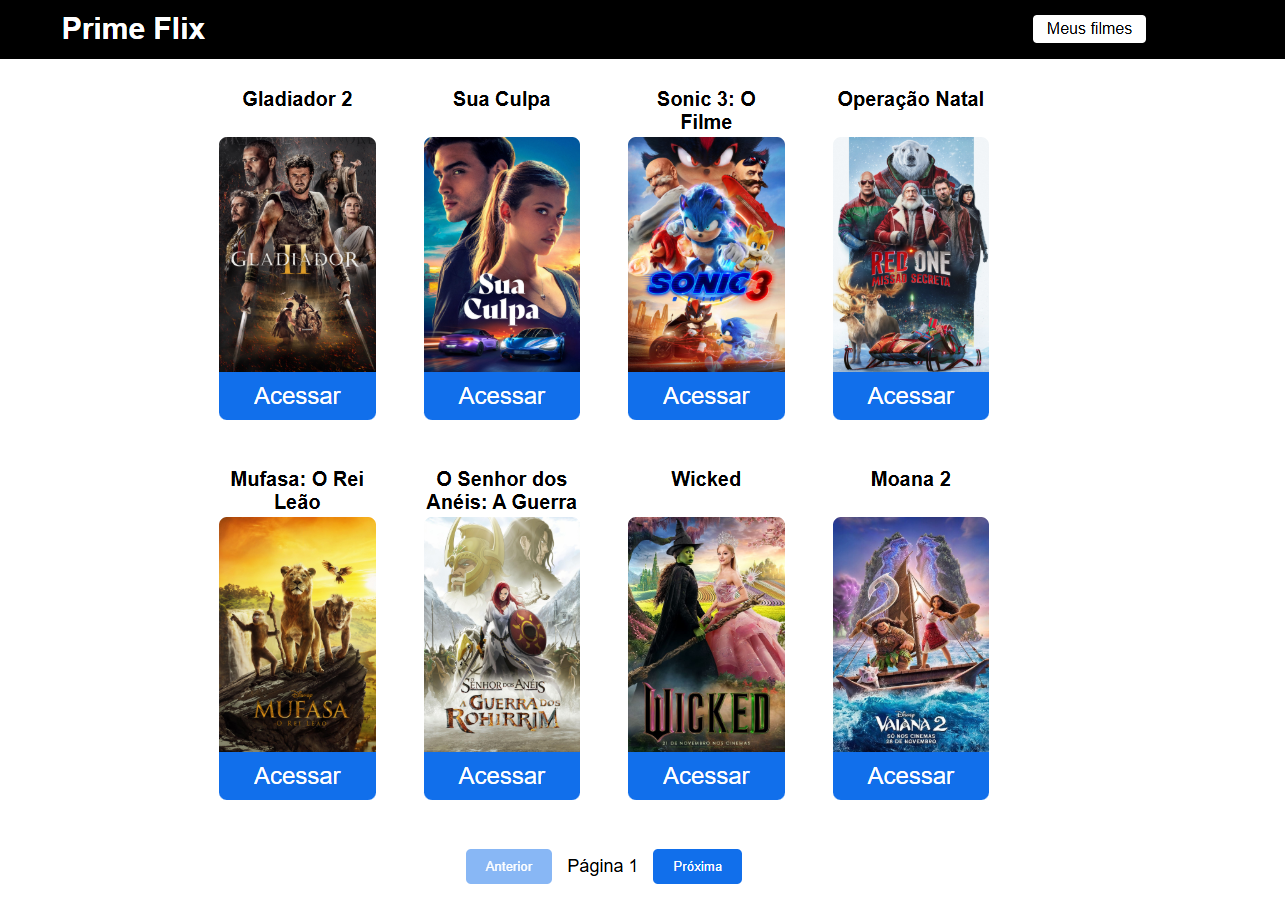 Prime Flix
Meus filmes
Gladiador 2
Sua Culpa
Sonic 3: O
Filme
Operação Natal
GLADIADOR
II
Sua
Culpa
SONIC 3
RED ONE
MISSÃO SECRETA
Acessar
Acessar
Acessar
Acessar
Mufasa: O Rei
Leão
O Senhor dos
Anéis: A Guerra
Wicked
Moana 2
Disney
MUFASA
O REI LEÃO
O
SENHOR DOS ANÉIS
A GUERRA DOS
ROHIRRIM
WICKED
21 DE NOVEMBRO NOS CINEMAS
Disney
VAIANA 2
SÓ NOS CINEMAS
28 DE NOVEMBRO
Acessar
Acessar
Acessar
Acessar
Anterior
Página 1
Próxima